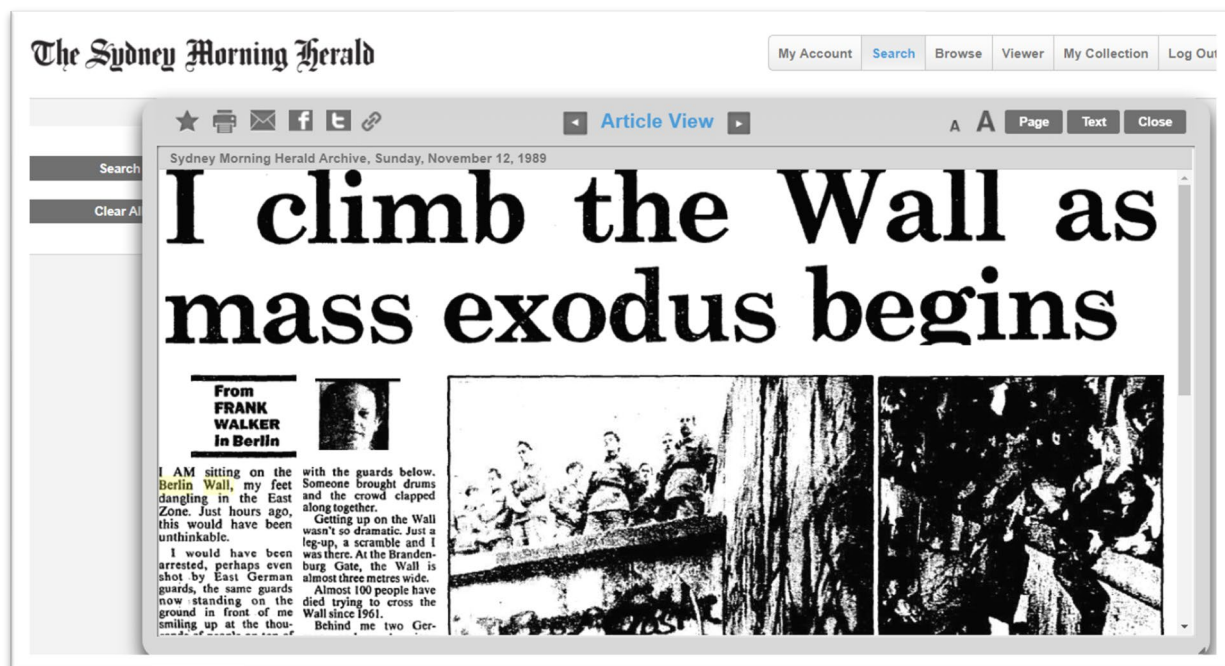 The Sydney Morning Herald
My Account Search Browse Viewer My Collection Log Out
Article View
A A Page Text Close
Search
Clear All
Sydney Morning Herald Archive, Sunday, November 12, 1989
I climb the Wall as
mass exodus begins
From
FRANK
WALKER
in Berlin
I AM sitting on the
Berlin Wall, my feet
dangling in the East
Zone. Just hours ago,
this would have been
unthinkable.
I would have been
arrested, perhaps even
shot by East German
guards, the same guards
now standing on the
ground in front of me
smiling up at the thou-
sands of people on top of
with the guards below.
Someone brought drums
and the crowd clapped
along together.
Getting up on the Wall
wasn't so dramatic. Just a
leg-up, a scramble and I
was there. At the Branden-
burg Gate, the Wall is
almost three metres wide.
Almost 100 people have
died trying to cross the
Wall since 1961.
Behind me two Ger-